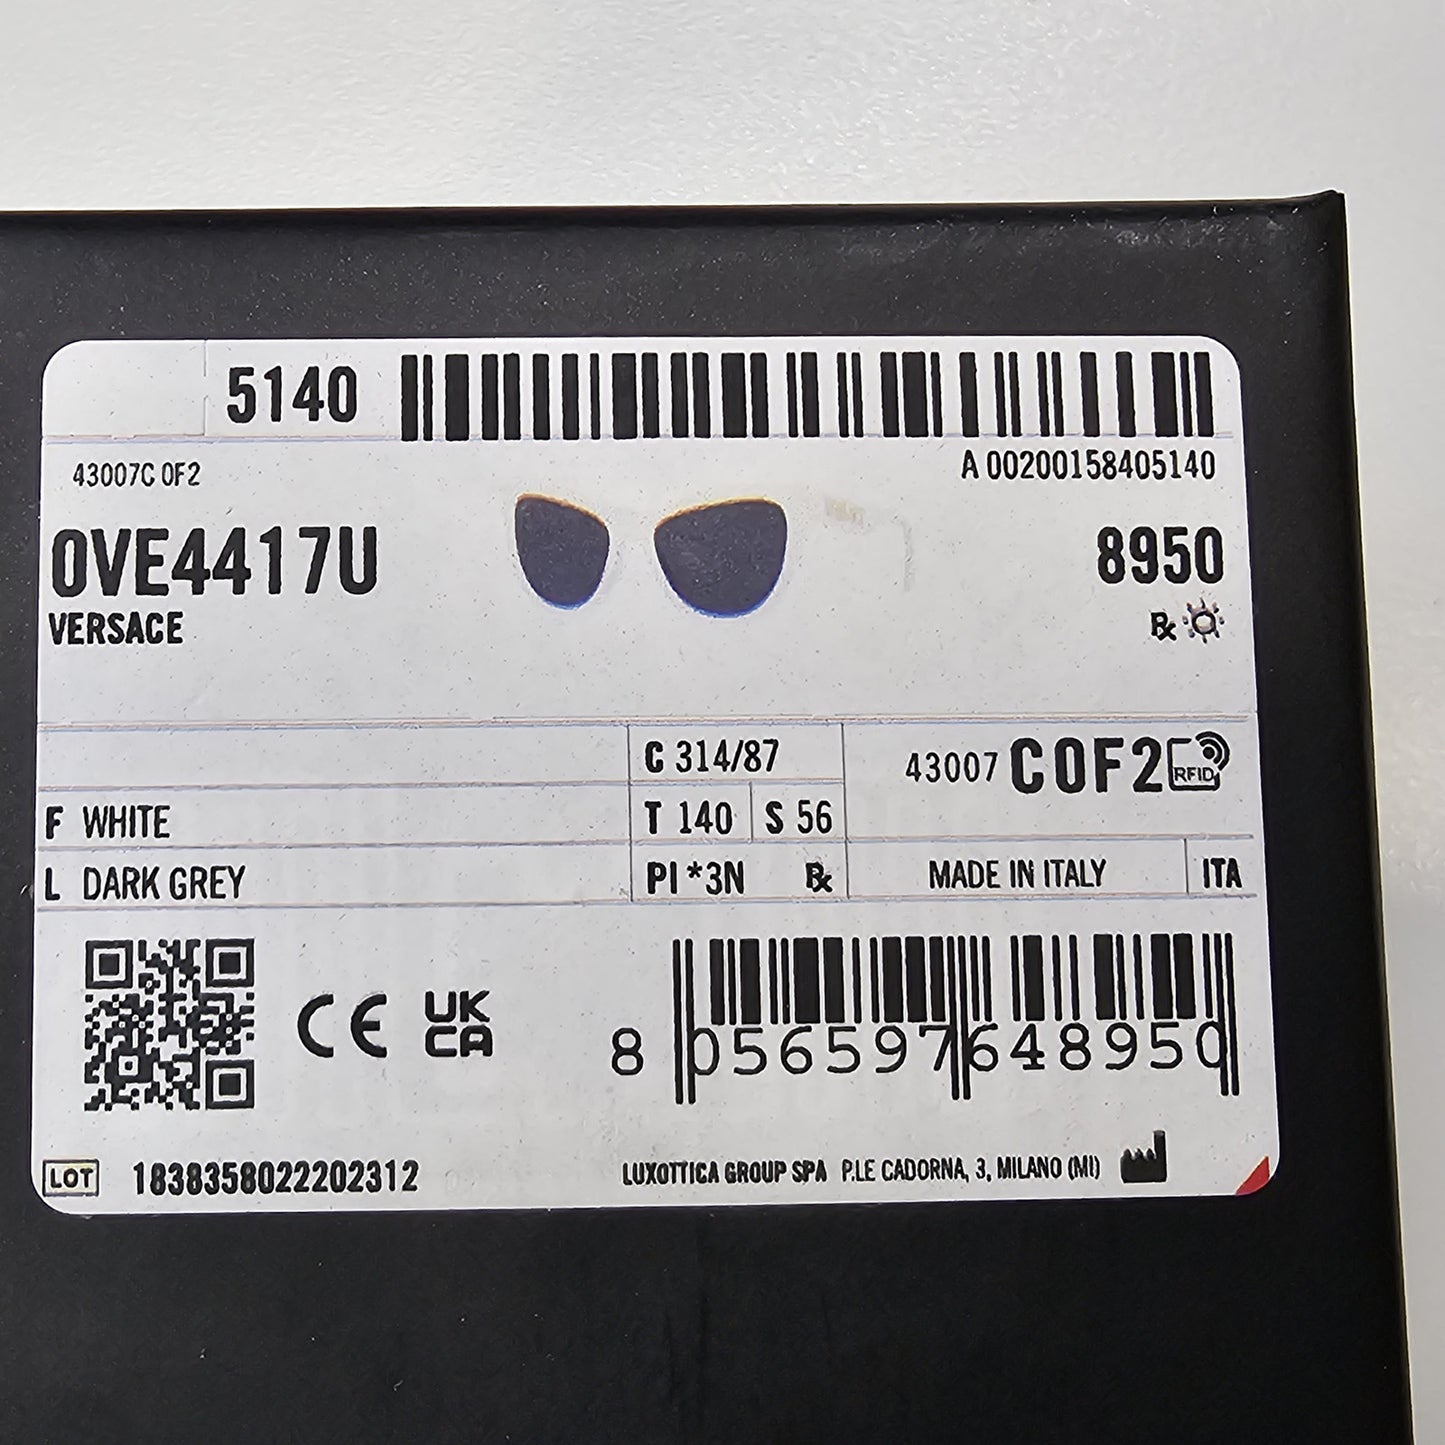 5140
43007C 0F2
A 00200158405140
0VE4417U
8950
VERSACE
Rx
C 314/87
43007 C0F2 RFID
F WHITE
T 140 S 56
L DARK GREY
PI *3N Rx
MADE IN ITALY ITA
CE UK CA
8 056597 648950
LOT 1838358022202312
LUXOTTICA GROUP SPA P.LE CADORNA, 3, MILANO (MI)